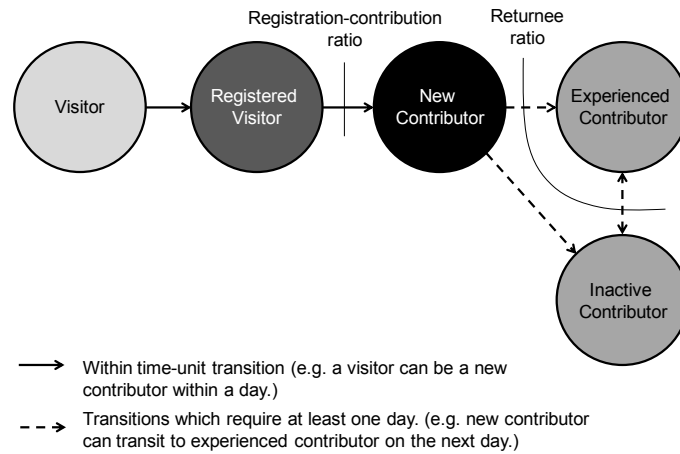 Registration-contribution
ratio
Returnee
ratio
Visitor
Registered
Visitor
New
Contributor
Experienced
Contributor
Inactive
Contributor
Within time-unit transition (e.g. a visitor can be a new
contributor within a day.)
Transitions which require at least one day. (e.g. new contributor
can transit to experienced contributor on the next day.)